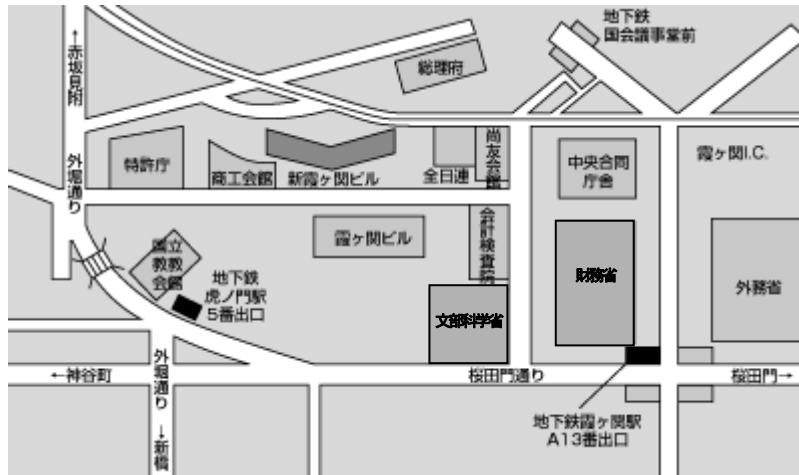 地下鉄
国会議事堂前
←赤坂見附
総理府
外堀通り
特許庁
商工会館
新霞ヶ関ビル
全日連
尚友会館
中央合同
庁舎
霞ヶ関I.C.
国立
教教
会館
霞ヶ関ビル
会計検査院
財務省
外務省
地下鉄
虎ノ門駅
5番出口
文部科学省
←神谷町
外堀通り
→新橋
桜田門通り
桜田門→
地下鉄霞ヶ関駅
A13番出口